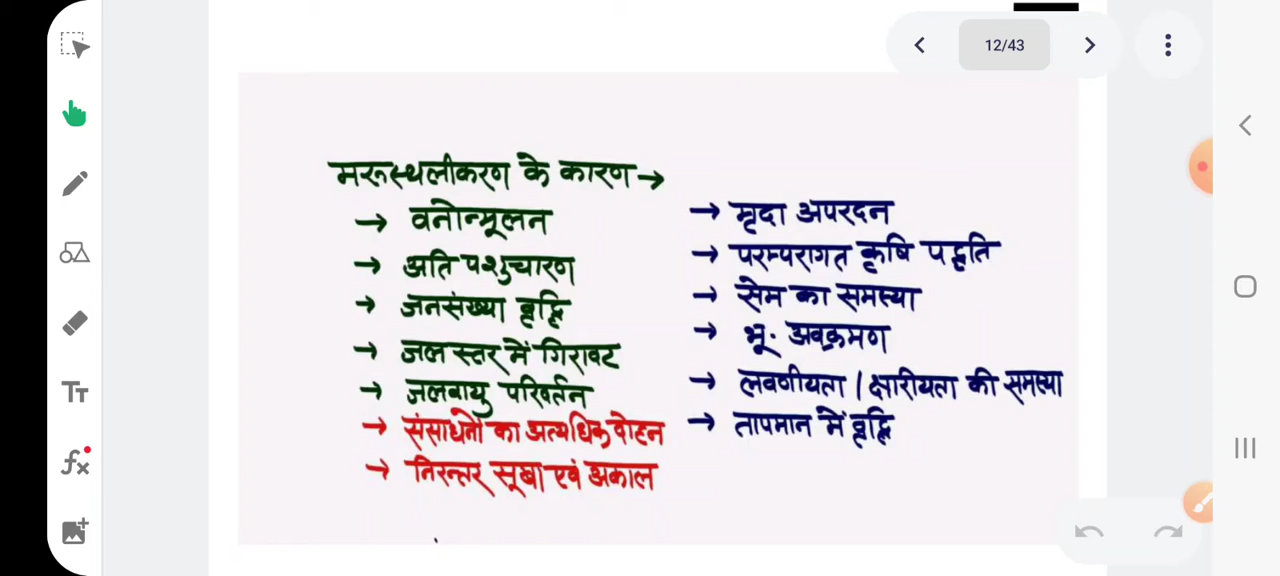 12/43
मरूस्थलीकरण के कारण→
→ वनोन्मूलन
→ अति पशुचारण
→ जनसंख्या वृद्धि
→ जल स्तर में गिरावट
→ जलवायु परिवर्तन
→ संसाधनों का अत्यधिक दोहन
→ निरन्तर सूखा एवं अकाल
→ मृदा अपरदन
→ परम्परागत कृषि पद्धति
→ सेम का समस्या
→ भू. अवक्रमण
→ लवणीयता / क्षारीयता की समस्या
→ तापमान में वृद्धि
TT
fx